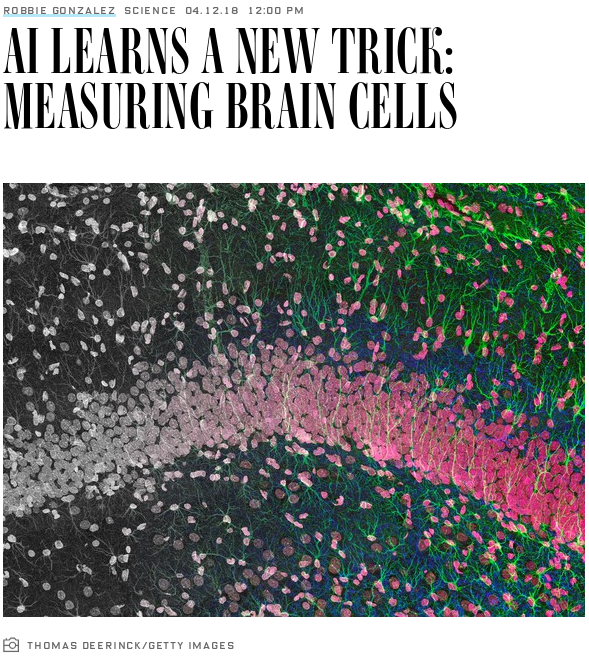 ROBBIE GONZALEZ SCIENCE 04.12.18 12:00 PM
AI LEARNS A NEW TRICK:
MEASURING BRAIN CELLS
THOMAS DEERINCK/GETTY IMAGES